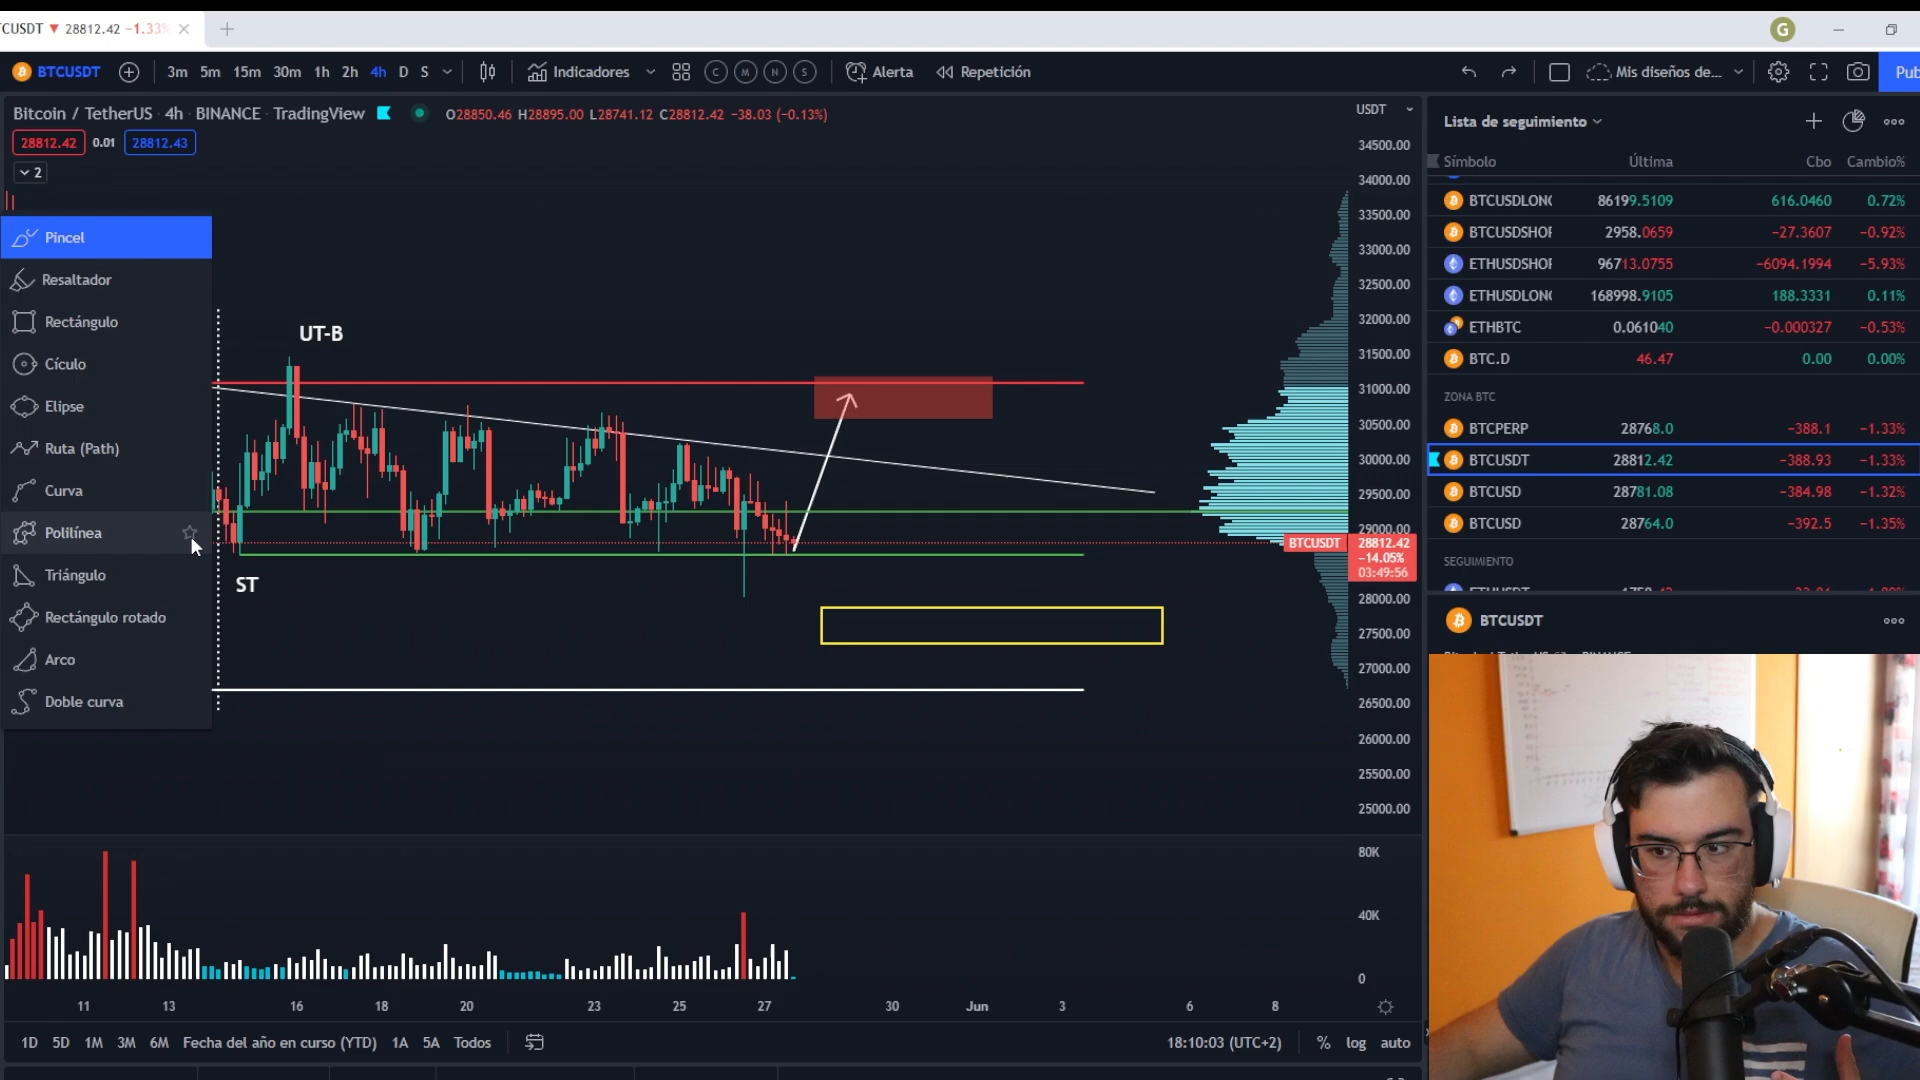 CUSDT ▼ 28812.42 −1.33%
G
BTCUSDT 3m 5m 15m 30m 1h 2h 4h D S Indicadores C M N S Alerta Repetición Mis diseños de... Pub
Bitcoin / TetherUS · 4h · BINANCE · TradingView O28850.46 H28895.00 L28741.12 C28812.42 −38.03 (−0.13%)
28812.42 0.01 28812.43
2
Pincel
Resaltador
Rectángulo
Cículo
Elipse
Ruta (Path)
Curva
Polilínea
Triángulo
Rectángulo rotado
Arco
Doble curva
UT-B
ST
USDT
34500.00
34000.00
33500.00
33000.00
32500.00
32000.00
31500.00
31000.00
30500.00
30000.00
29500.00
29000.00
BTCUSDT 28812.42
−14.05%
03:49:56
28000.00
27500.00
27000.00
26500.00
26000.00
25500.00
25000.00
80K
40K
0
11 13 16 18 20 23 25 27 30 Jun 3 6 8
1D 5D 1M 3M 6M Fecha del año en curso (YTD) 1A 5A Todos 18:10:03 (UTC+2) % log auto
Lista de seguimiento
Símbolo Última Cbo Cambio%
BTCUSDLON 86199.5109 616.0460 0.72%
BTCUSDSHO 2958.0659 −27.3607 −0.92%
ETHUSDSHO 96713.0755 −6094.1994 −5.93%
ETHUSDLON 168998.9105 188.3331 0.11%
ETHBTC 0.061040 −0.000327 −0.53%
BTC.D 46.47 0.00 0.00%
ZONA BTC
BTCPERP 28768.0 −388.1 −1.33%
BTCUSDT 28812.42 −388.93 −1.33%
BTCUSD 28781.08 −384.98 −1.32%
BTCUSD 28764.0 −392.5 −1.35%
SEGUIMIENTO
BTCUSDT